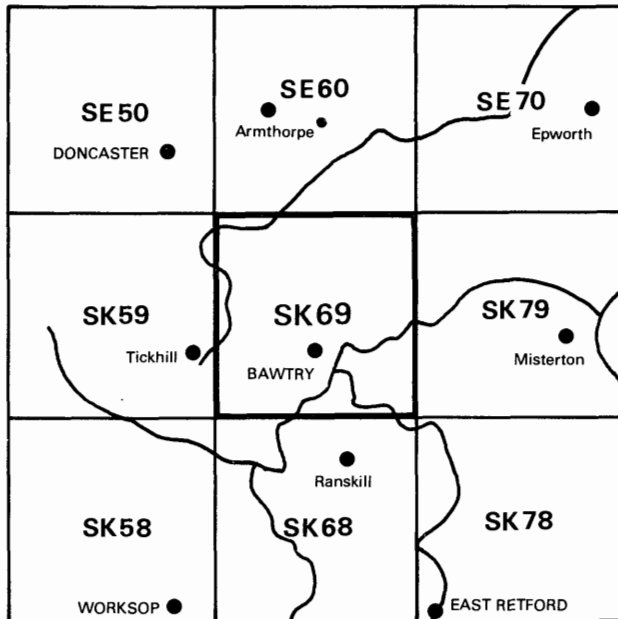 SE50
DONCASTER
SE60
Armthorpe
SE70
Epworth
SK59
Tickhill
SK69
BAWTRY
SK79
Misterton
SK58
WORKSOP
Ranskill
SK68
SK78
EAST RETFORD